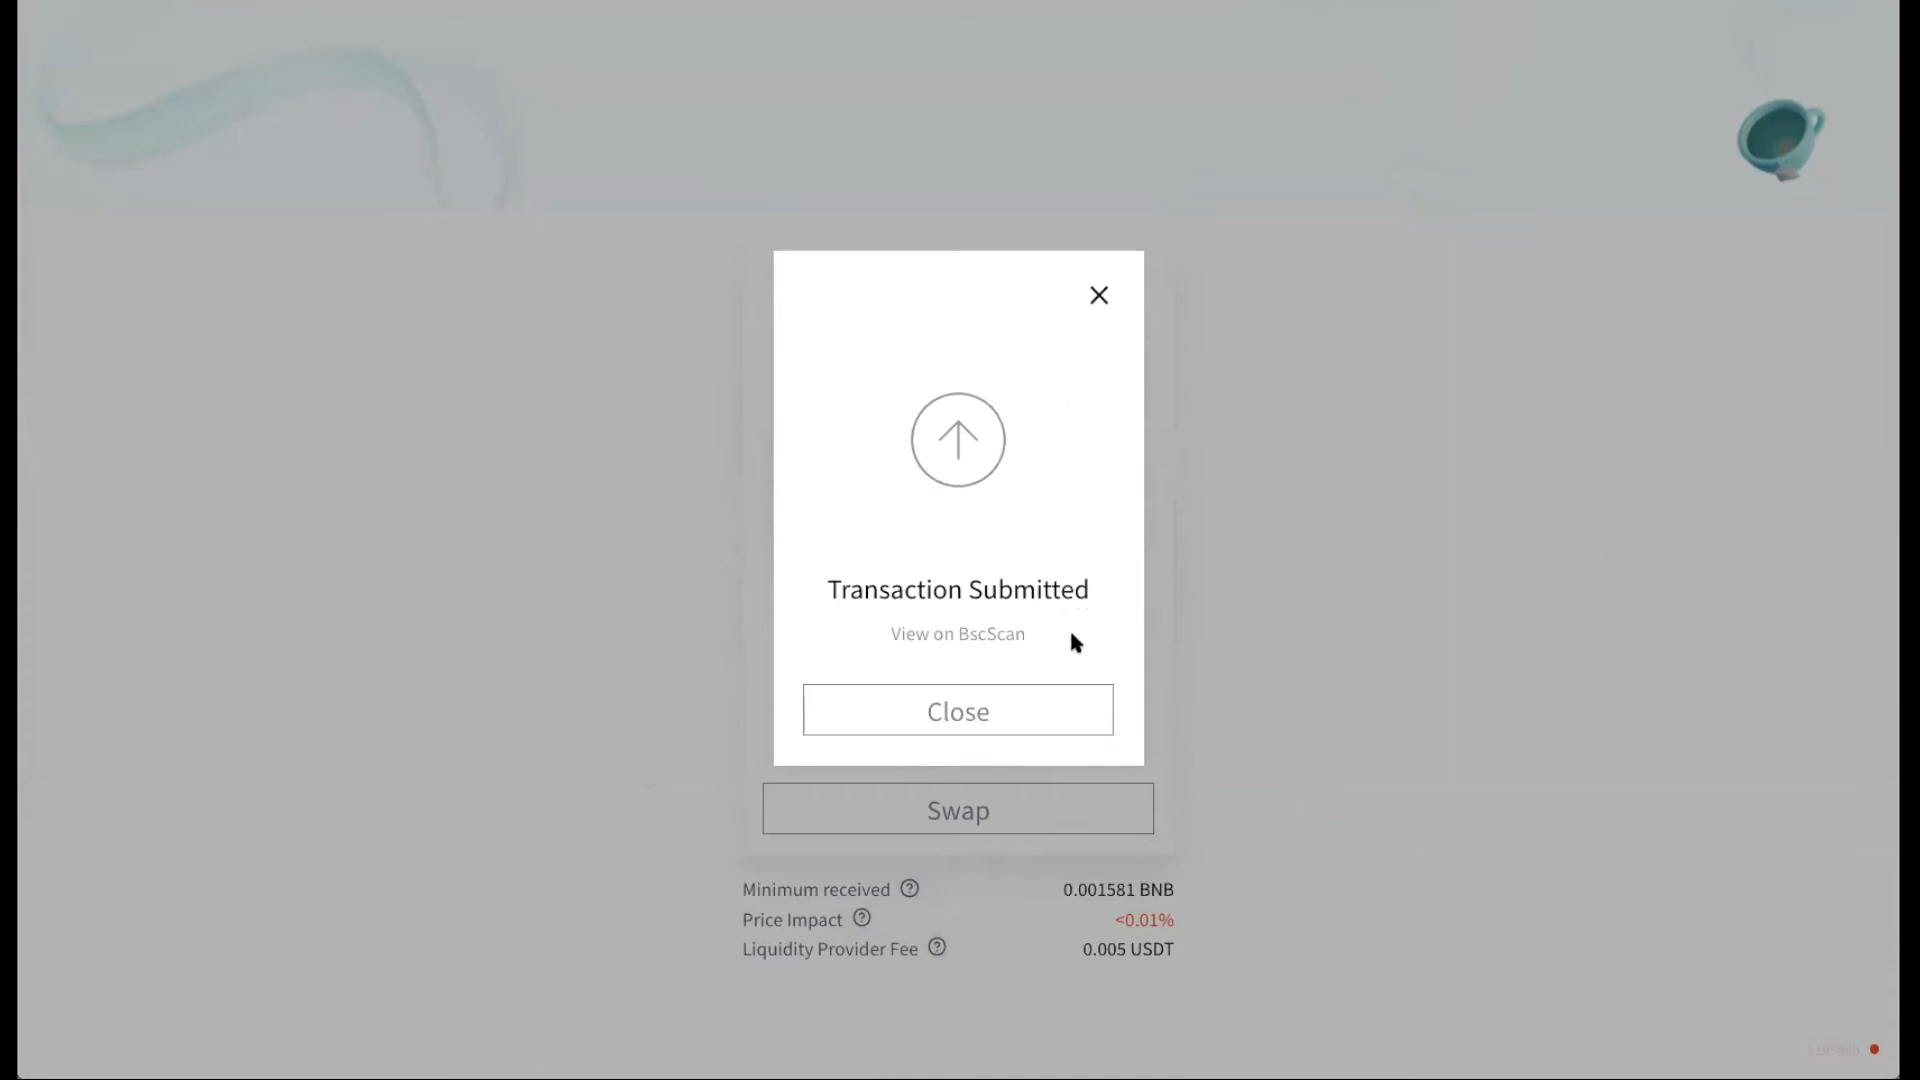 Transaction Submitted
View on BscScan
Close
Swap
Minimum received 0.001581 BNB
Price Impact <0.01%
Liquidity Provider Fee 0.005 USDT